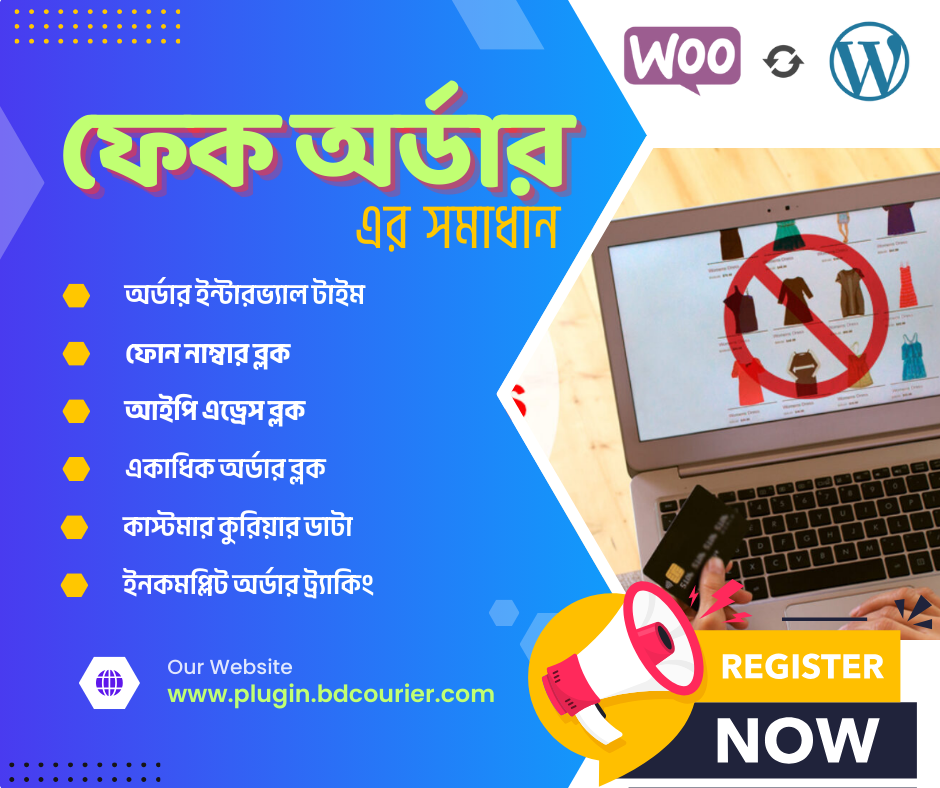 WOO
W
ফেক অর্ডার
এর সমাধান
অর্ডার ইন্টারভ্যাল টাইম
ফোন নাম্বার ব্লক
আইপি এড্রেস ব্লক
একাধিক অর্ডার ব্লক
কাস্টমার কুরিয়ার ডাটা
ইনকমপ্লিট অর্ডার ট্র্যাকিং
Our Website
www.plugin.bdcourier.com
REGISTER
NOW